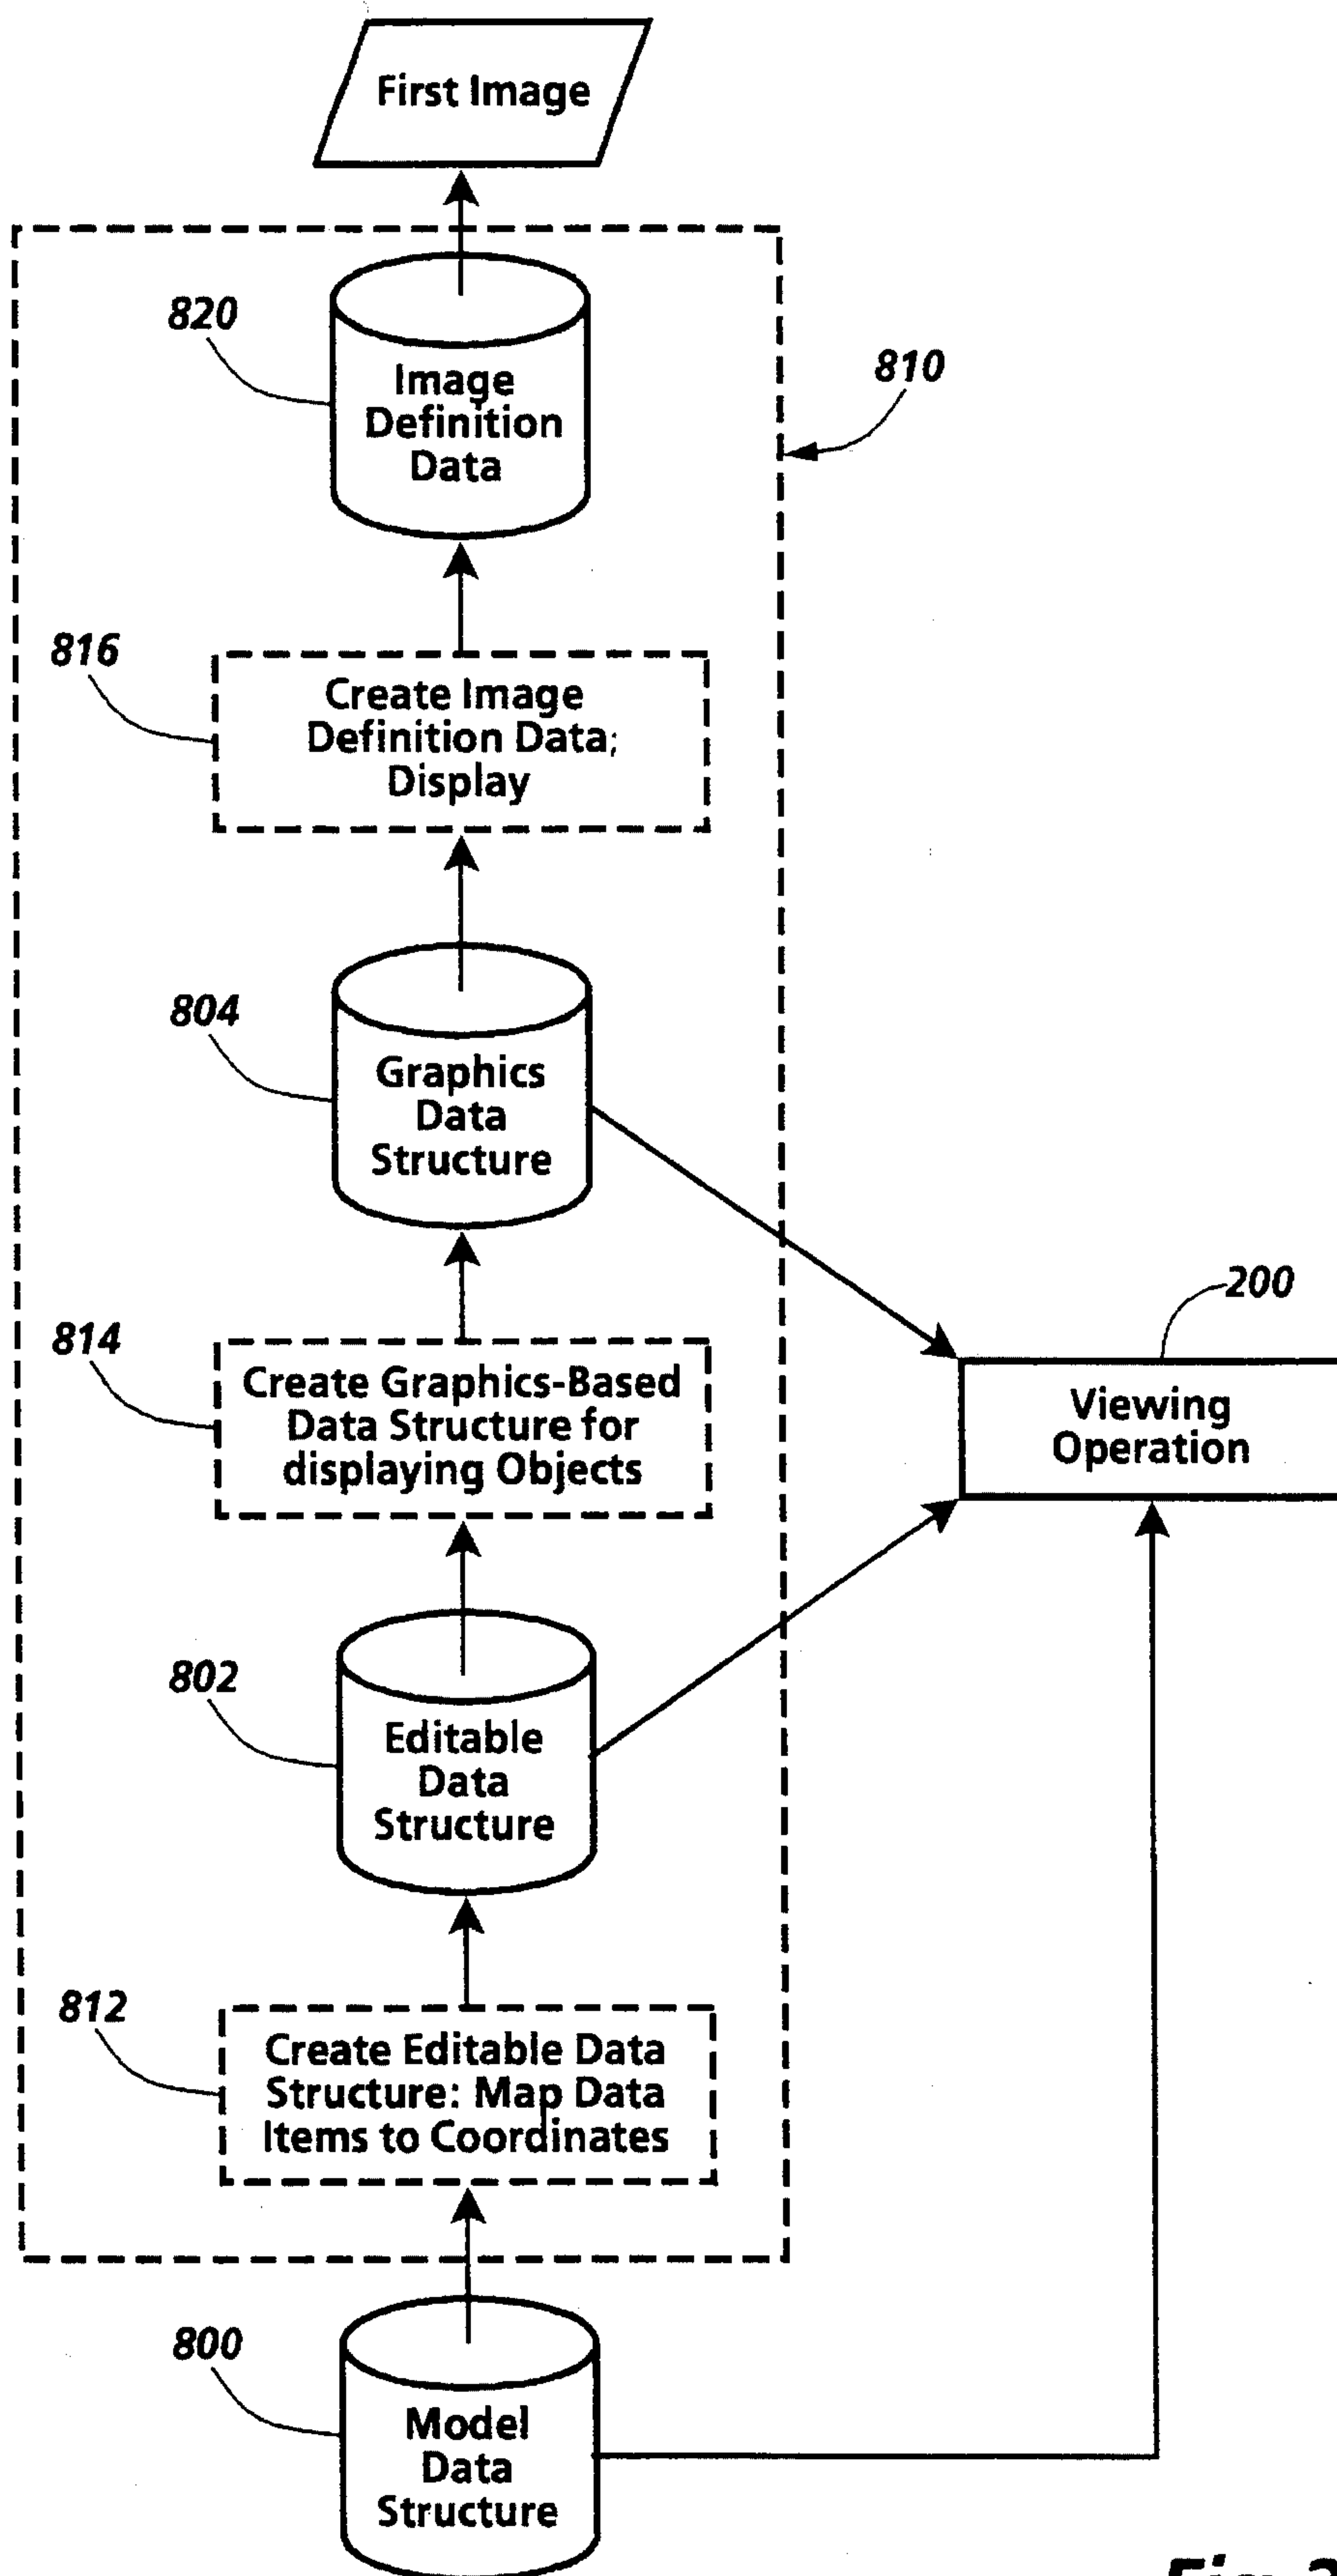 First Image
820
Image
Definition
Data
810
816
Create Image
Definition Data;
Display
804
Graphics
Data
Structure
814
Create Graphics-Based
Data Structure for
displaying Objects
200
Viewing
Operation
802
Editable
Data
Structure
812
Create Editable Data
Structure: Map Data
Items to Coordinates
800
Model
Data
Structure